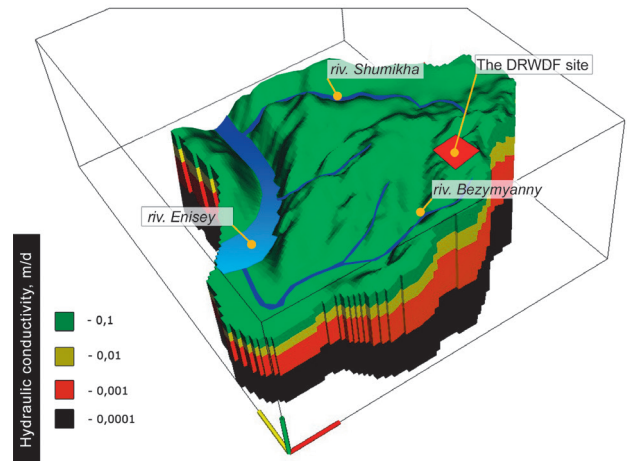 riv. Shumikha
The DRWDF site
riv. Bezymyanny
riv. Enisey
Hydraulic conductivity, m/d
- 0,1
- 0,01
- 0,001
- 0,0001